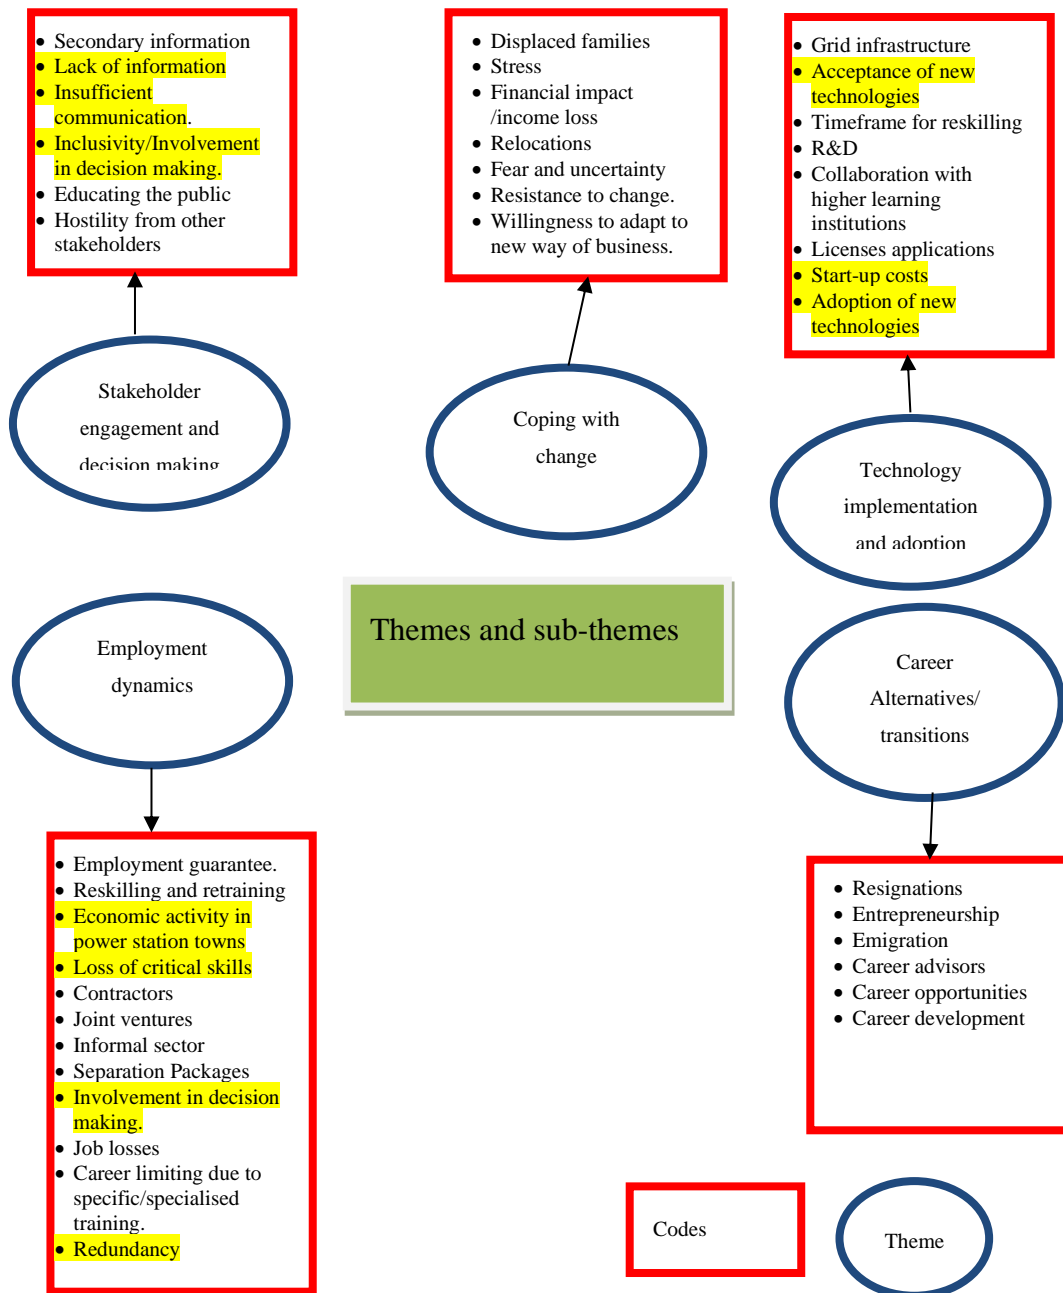 • Secondary information
• Lack of information
• Insufficient
communication.
• Inclusivity/Involvement
in decision making.
• Educating the public
• Hostility from other
stakeholders
• Displaced families
• Stress
• Financial impact
/income loss
• Relocations
• Fear and uncertainty
• Resistance to change.
• Willingness to adapt to
new way of business.
• Grid infrastructure
• Acceptance of new
technologies
• Timeframe for reskilling
• R&D
• Collaboration with
higher learning
institutions
• Licenses applications
• Start-up costs
• Adoption of new
technologies
Stakeholder
engagement and
decision making
Coping with
change
Technology
implementation
and adoption
Employment
dynamics
Themes and sub-themes
Career
Alternatives/
transitions
• Employment guarantee.
• Reskilling and retraining
• Economic activity in
power station towns
• Loss of critical skills
• Contractors
• Joint ventures
• Informal sector
• Separation Packages
• Involvement in decision
making.
• Job losses
• Career limiting due to
specific/specialised
training.
• Redundancy
• Resignations
• Entrepreneurship
• Emigration
• Career advisors
• Career opportunities
• Career development
Codes
Theme